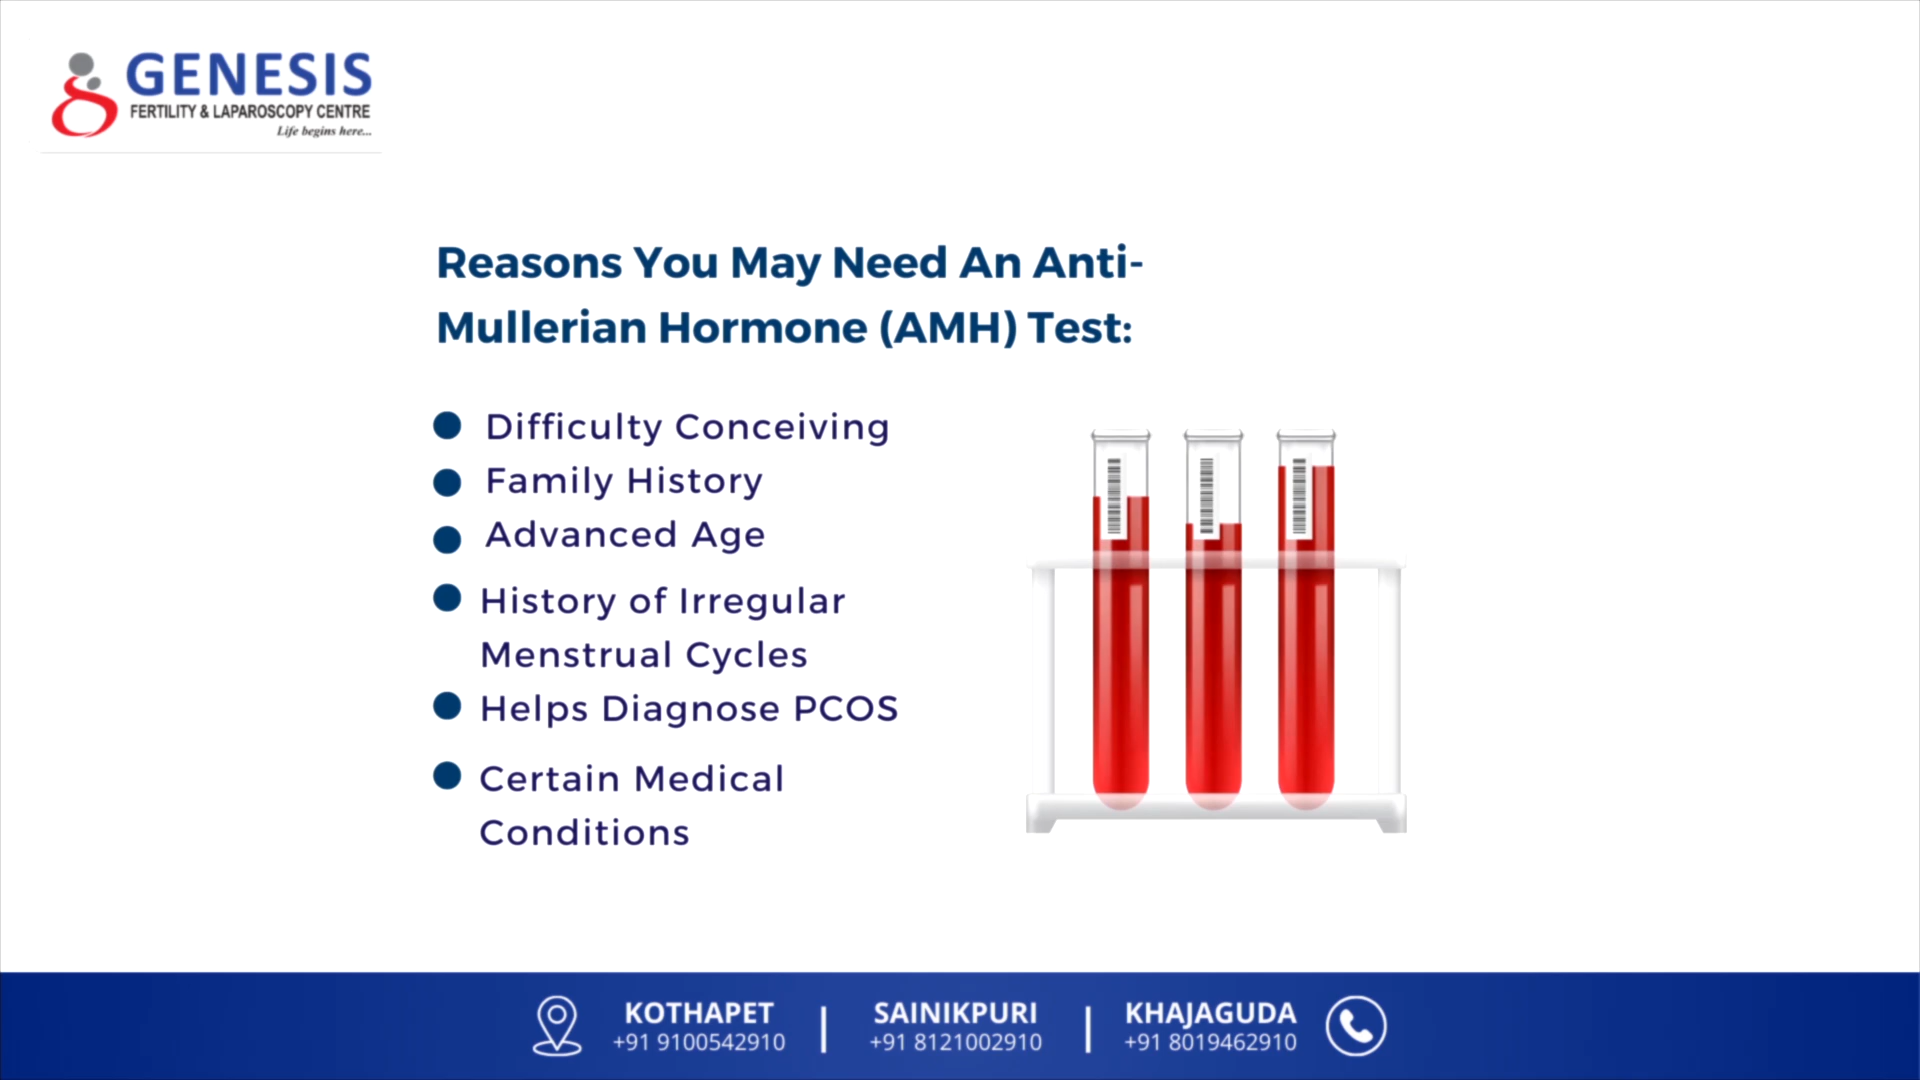 GENESIS
FERTILITY & LAPAROSCOPY CENTRE
Life begins here...
Reasons You May Need An Anti-
Mullerian Hormone (AMH) Test:
Difficulty Conceiving
Family History
Advanced Age
History of Irregular
Menstrual Cycles
Helps Diagnose PCOS
Certain Medical
Conditions
KOTHAPET
+91 9100542910
SAINIKPURI
+91 8121002910
KHAJAGUDA
+91 8019462910